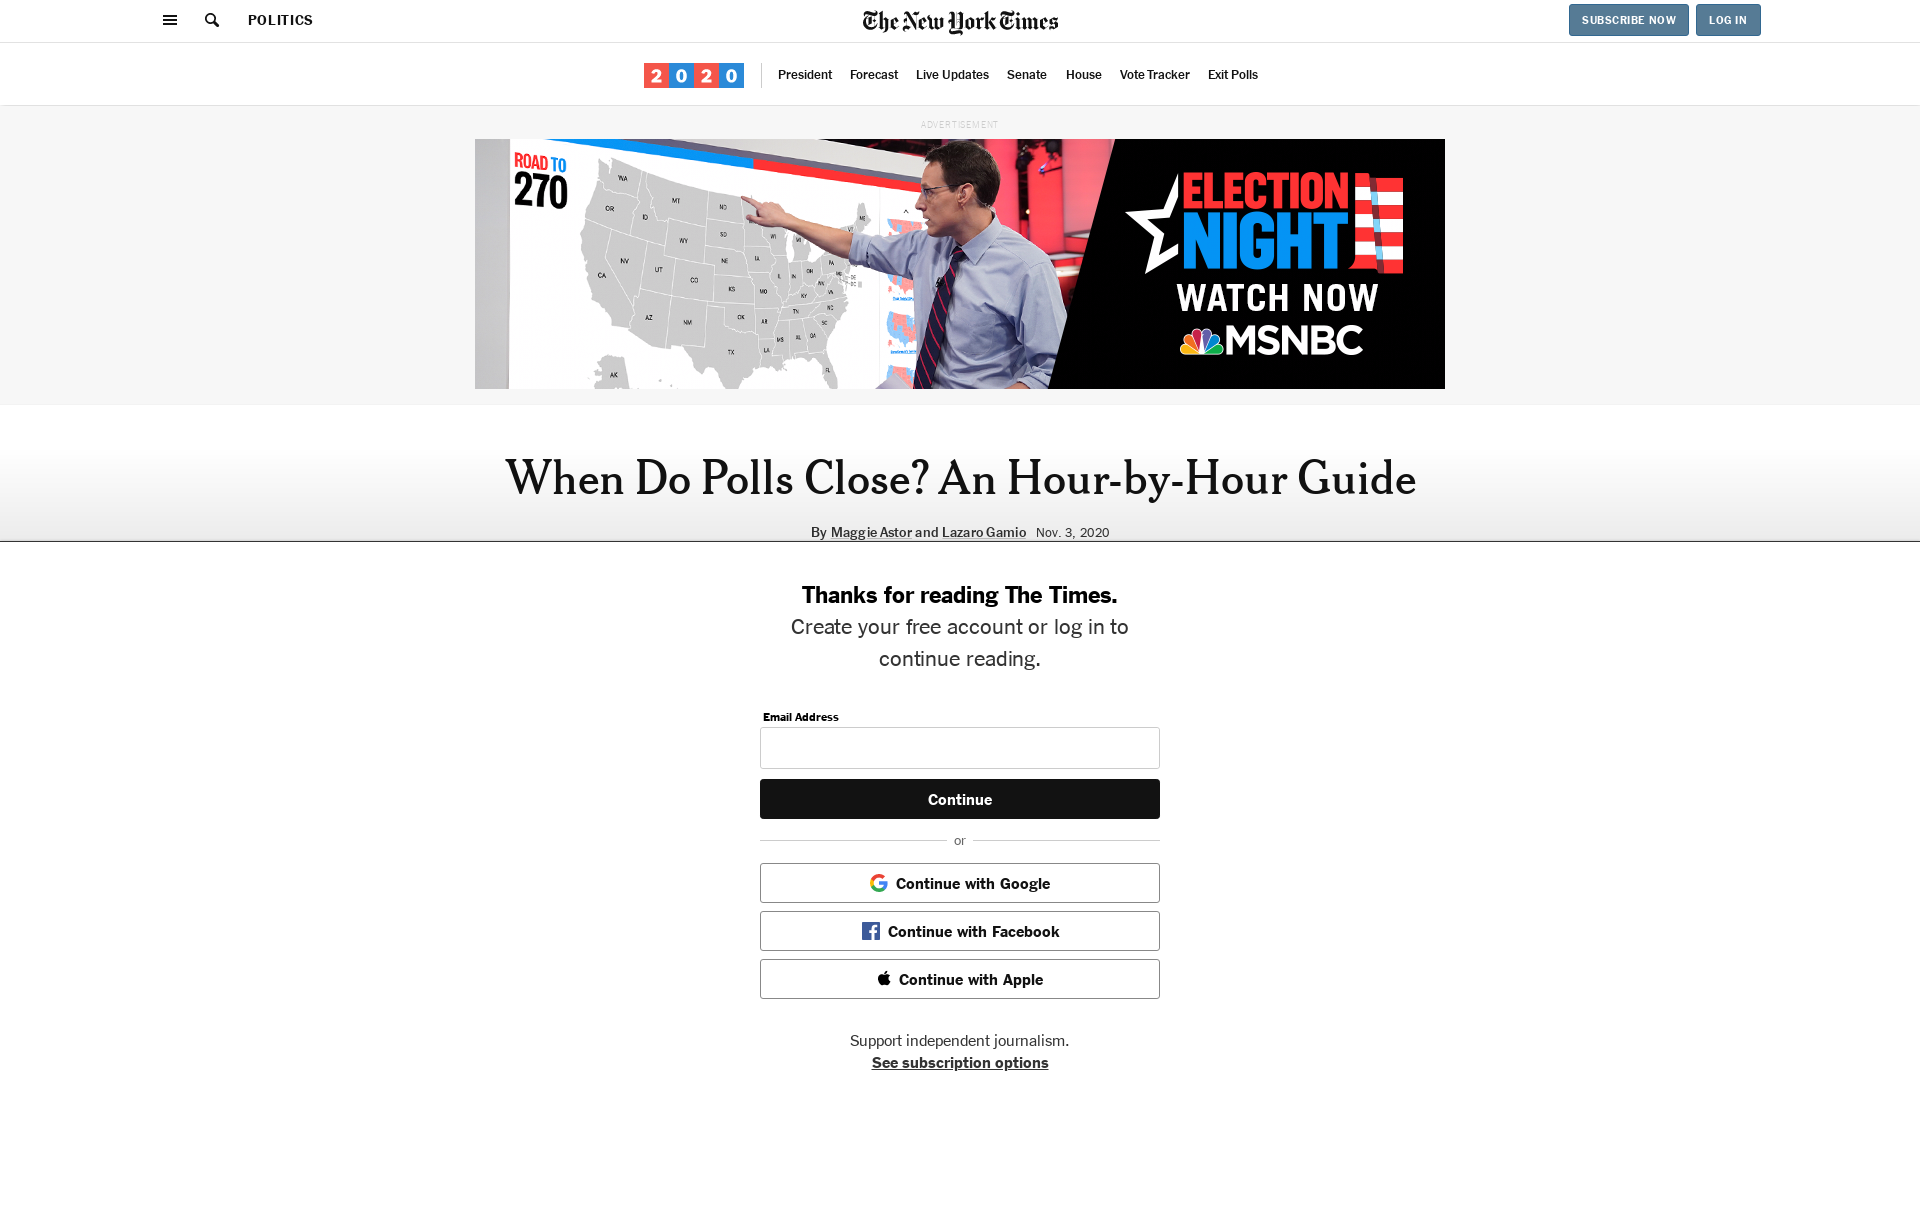 POLITICS
The New York Times
SUBSCRIBE NOW
LOG IN
2020
President
Forecast
Live Updates
Senate
House
Vote Tracker
Exit Polls
ADVERTISEMENT
ROAD TO
270
WA
OR
ID
MT
ND
SD
WY
NV
UT
CA
CO
NE
KS
AZ
NM
OK
TX
IA
MO
AR
LA
WI
MI
IL
IN
OH
KY
TN
MS
AL
GA
FL
SC
NC
VA
PA
VT
ME
DE
DC
AK
ELECTION
NIGHT
WATCH NOW
MSNBC
When Do Polls Close? An Hour-by-Hour Guide
By Maggie Astor and Lazaro Gamio Nov. 3, 2020
Thanks for reading The Times.
Create your free account or log in to
continue reading.
Email Address
Continue
or
Continue with Google
Continue with Facebook
Continue with Apple
Support independent journalism.
See subscription options